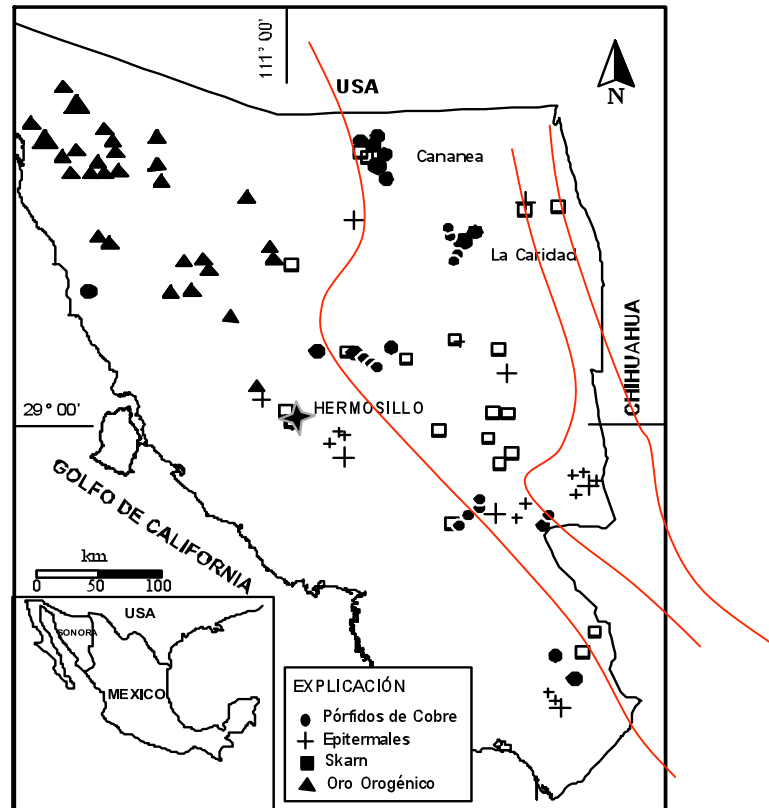 111° 00'
USA
N
Cananea
La Caridad
CHIHUAHUA
29° 00'
HERMOSILLO
GOLFO DE CALIFORNIA
km
0 50 100
USA
SONORA
MEXICO
EXPLICACIÓN
Pórfidos de Cobre
Epitermales
Skarn
Oro Orogénico